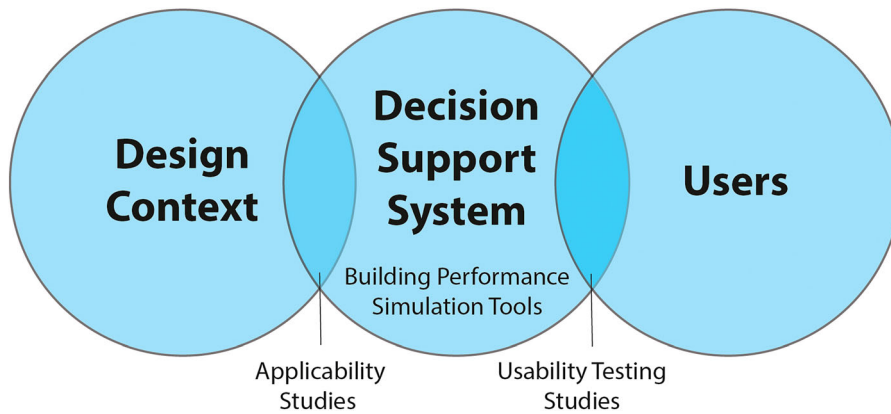 Design
Context
Decision
Support
System
Building Performance
Simulation Tools
Users
Applicability
Studies
Usability Testing
Studies